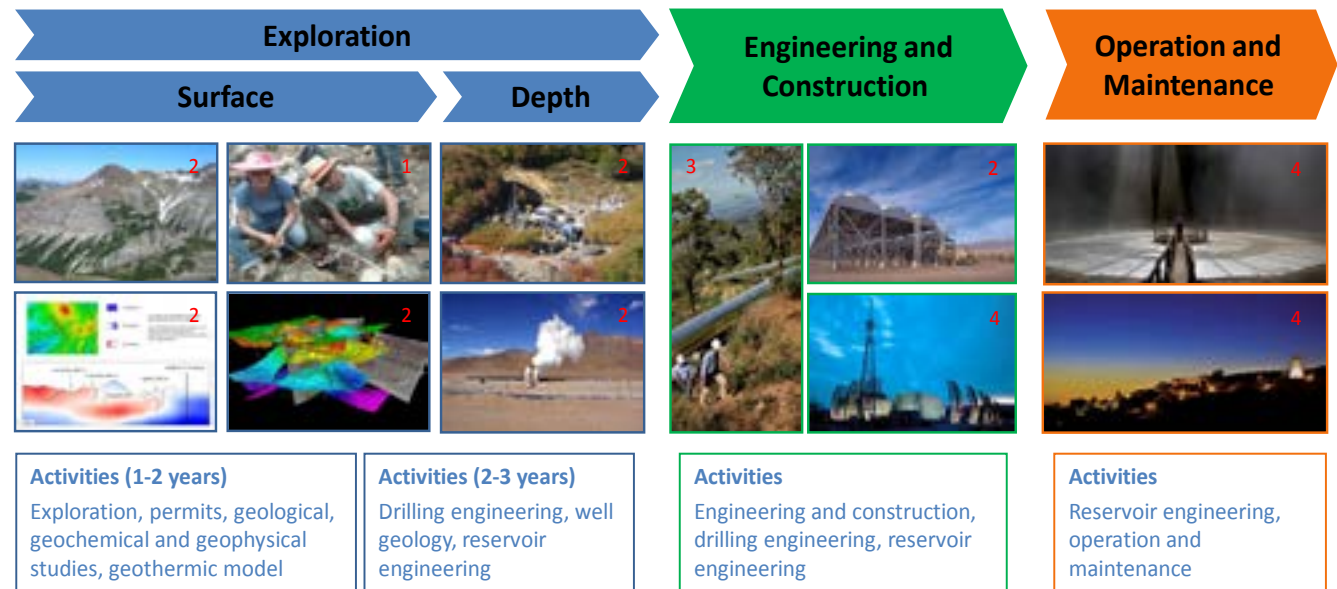 Exploration
Engineering and
Construction
Operation and
Maintenance
Surface
Depth
2
1
2
3
2
4
2
2
2
4
4
Activities (1-2 years)
Exploration, permits, geological,
geochemical and geophysical
studies, geothermic model
Activities (2-3 years)
Drilling engineering, well
geology, reservoir
engineering
Activities
Engineering and construction,
drilling engineering, reservoir
engineering
Activities
Reservoir engineering,
operation and
maintenance